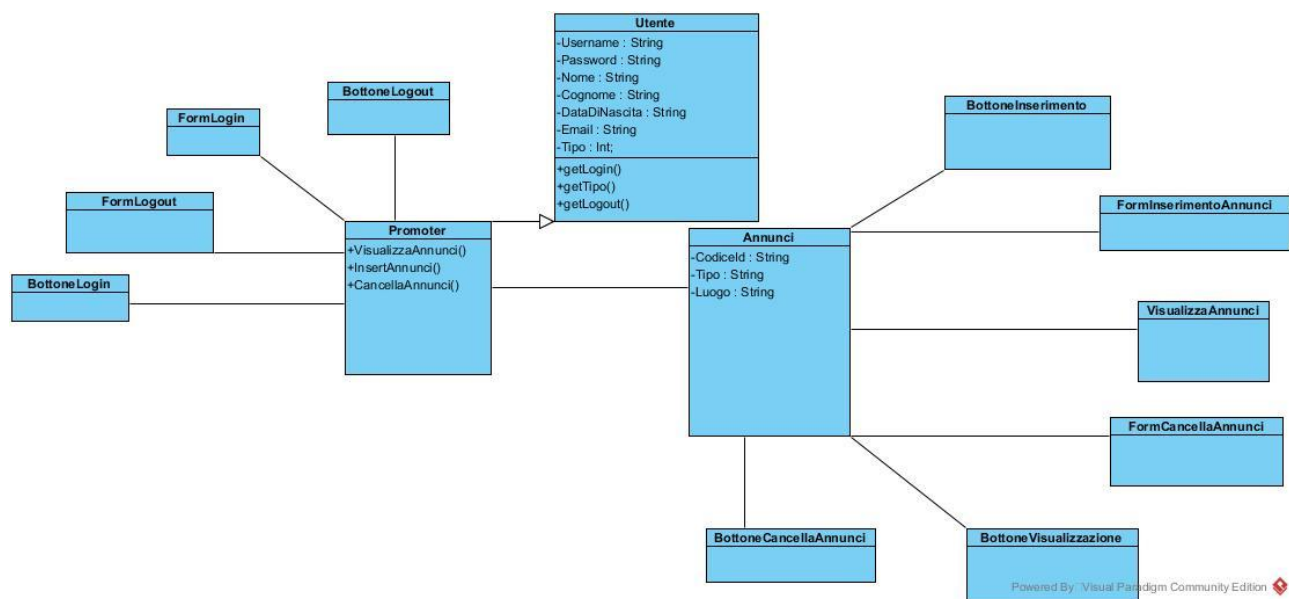 Utente
-Username : String
-Password : String
-Nome : String
-Cognome : String
-DataDiNascita : String
-Email : String
-Tipo : Int;
+getLogin()
+getTipo()
+getLogout()
BottoneLogout
FormLogin
FormLogout
BottoneLogin
Promoter
+VisualizzaAnnunci()
+InsertAnnunci()
+CancellaAnnunci()
Annunci
-CodiceId : String
-Tipo : String
-Luogo : String
BottoneInserimento
FormInserimentoAnnunci
VisualizzaAnnunci
FormCancellaAnnunci
BottoneCancellaAnnunci
BottoneVisualizzazione
Powered By Visual Paradigm Community Edition